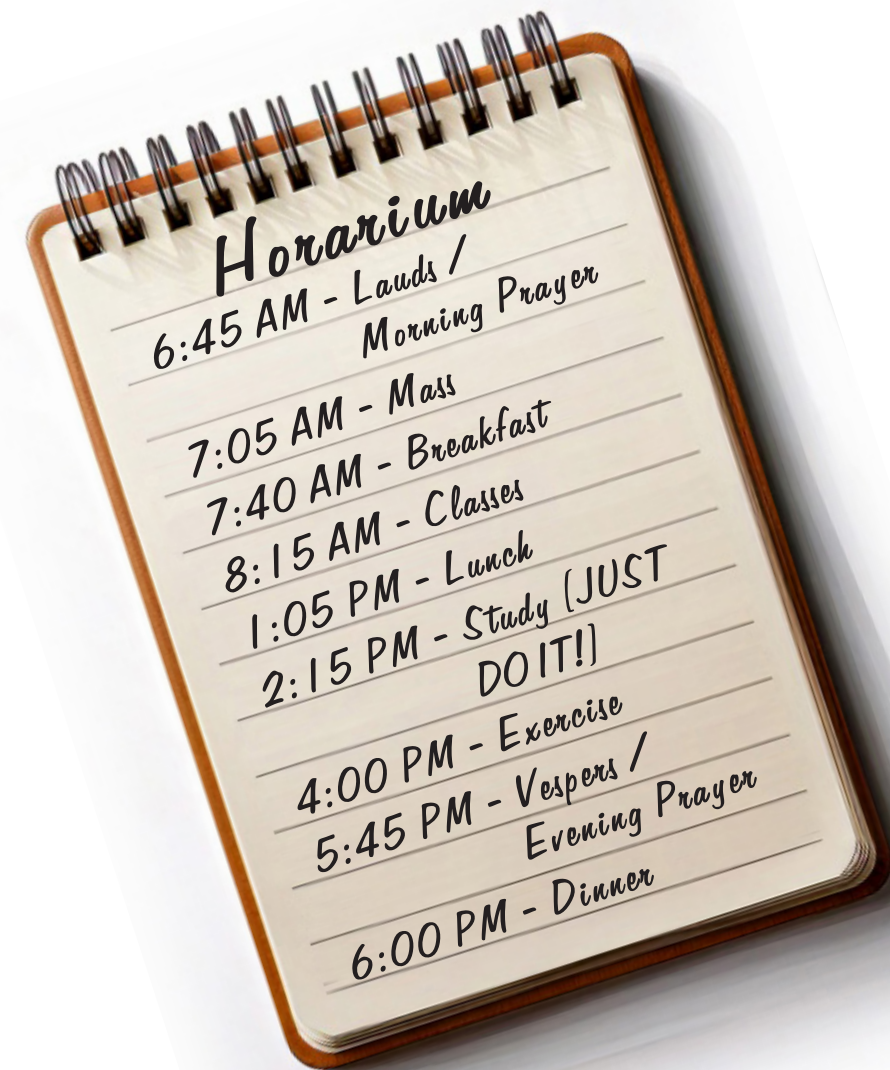 Horarium
6:45 AM - Lauds /
Morning Prayer
7:05 AM - Mass
7:40 AM - Breakfast
8:15 AM - Classes
1:05 PM - Lunch
2:15 PM - Study (JUST
DO IT!)
4:00 PM - Exercise
5:45 PM - Vespers /
Evening Prayer
6:00 PM - Dinner